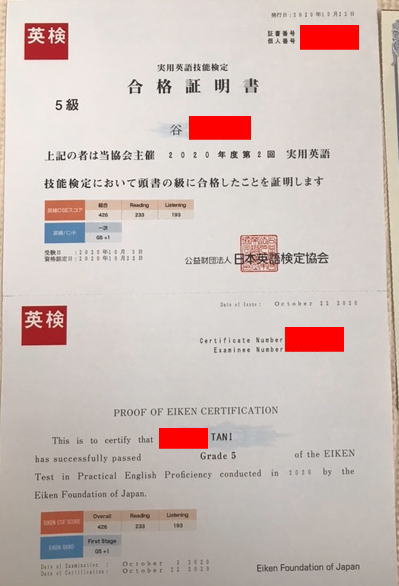 発行日:2020年10月22日
英検
証書番号
個人番号
実用英語技能検定
合格証明書
5級
谷
上記の者は当協会主催 2020年度第2回 実用英語
技能検定において頭書の級に合格したことを証明します
英検CSEスコア 総合 Reading Listening
426 233 193
英検バンド 一次
G5+1
受験日:2020年10月 3日
資格認定日:2020年10月22日
公益財団法人 日本英語検定協会
Date of Issue: October 22 2020
英検
Certificate Number
Examinee Number
PROOF OF EIKEN CERTIFICATION
This is to certify that TANI
has successfully passed Grade 5 of the EIKEN
Test in Practical English Proficiency conducted in 2020 by the
Eiken Foundation of Japan.
EIKEN CSE SCORE Overall Reading Listening
426 233 193
EIKEN BAND First Stage
G5+1
Date of Examination: October 3 2020
Date of Certification: October 22 2020
Eiken Foundation of Japan